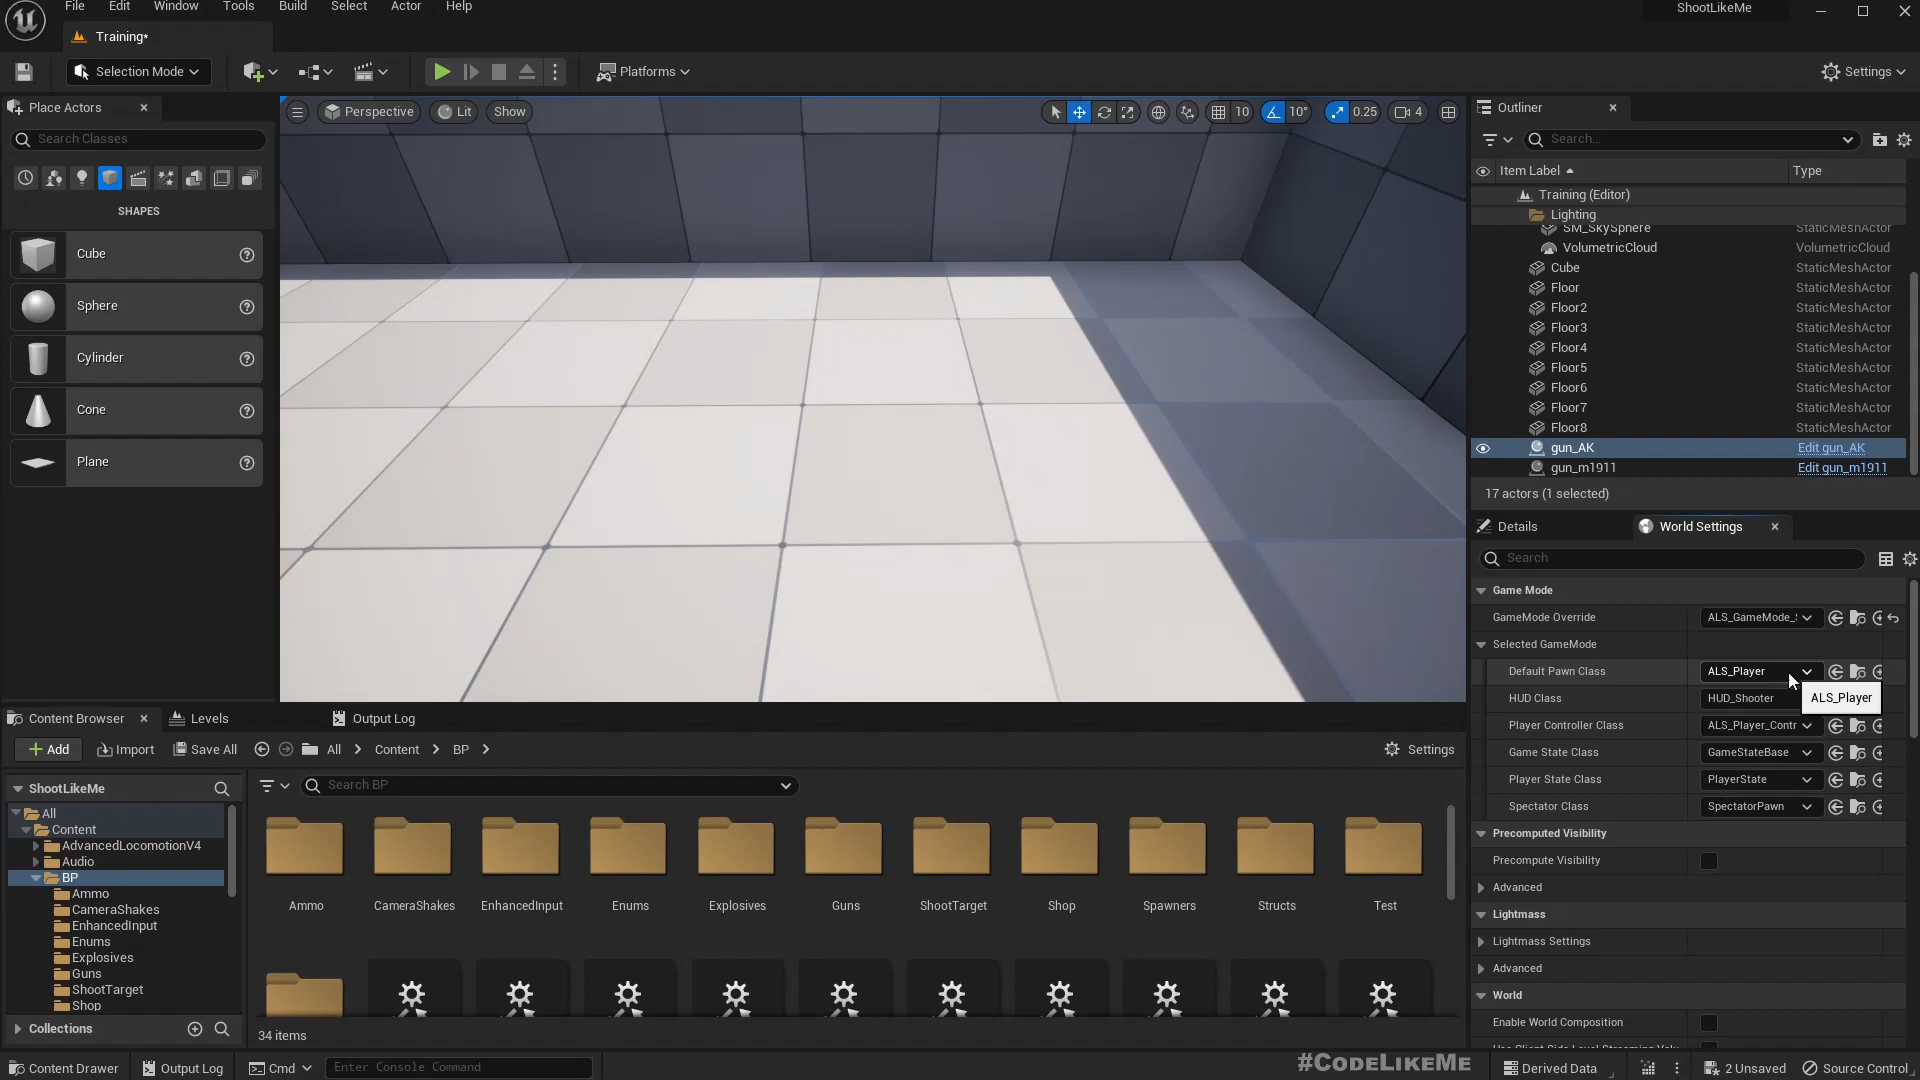 File Edit Window Tools Build Select Actor Help
ShootLikeMe
Training*
Selection Mode
Platforms
Settings
Place Actors
Search Classes
SHAPES
Cube
Sphere
Cylinder
Cone
Plane
Perspective
Lit
Show
10
10°
0.25
4
Outliner
Search...
Item Label
Type
Training (Editor)
Lighting
SM_SkySphere StaticMeshActor
VolumetricCloud VolumetricCloud
Cube StaticMeshActor
Floor StaticMeshActor
Floor2 StaticMeshActor
Floor3 StaticMeshActor
Floor4 StaticMeshActor
Floor5 StaticMeshActor
Floor6 StaticMeshActor
Floor7 StaticMeshActor
Floor8 StaticMeshActor
gun_AK Edit gun_AK
gun_m1911 Edit gun_m1911
17 actors (1 selected)
Details
World Settings
Search
Game Mode
GameMode Override ALS_GameMode_
Selected GameMode
Default Pawn Class ALS_Player
HUD Class HUD_Shooter
ALS_Player
Player Controller Class ALS_Player_Contr
Game State Class GameStateBase
Player State Class PlayerState
Spectator Class SpectatorPawn
Precomputed Visibility
Precompute Visibility
Advanced
Lightmass
Lightmass Settings
Advanced
World
Enable World Composition
Content Browser
Levels
Output Log
Add
Import
Save All
All
Content
BP
Settings
ShootLikeMe
All
Content
AdvancedLocomotionV4
Audio
BP
Ammo
CameraShakes
EnhancedInput
Enums
Explosives
Guns
ShootTarget
Shop
Collections
Search BP
Ammo CameraShakes EnhancedInput Enums Explosives Guns ShootTarget Shop Spawners Structs Test
34 items
#CODELIKEME
Content Drawer
Output Log
Cmd
Enter Console Command
Derived Data
2 Unsaved
Source Control